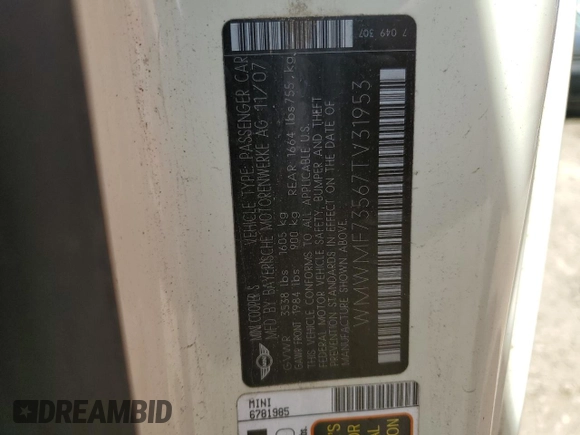 7 049 307
MINI COOPER S VEHICLE TYPE: PASSENGER CAR
MFD BY BAYERISCHE MOTORENWERKE AG 11/07
GVWR 3538 lbs 1605 kg
GAWR FRONT 1984 lbs 900 kg REAR 1664 lbs 755 kg
THIS VEHICLE CONFORMS TO ALL APPLICABLE U.S.
FEDERAL MOTOR VEHICLE SAFETY, BUMPER AND THEFT
PREVENTION STANDARDS IN EFFECT ON THE DATE OF
MANUFACTURE SHOWN ABOVE.
WMWMF73567TV31953
MINI
6781985
DREAMBID